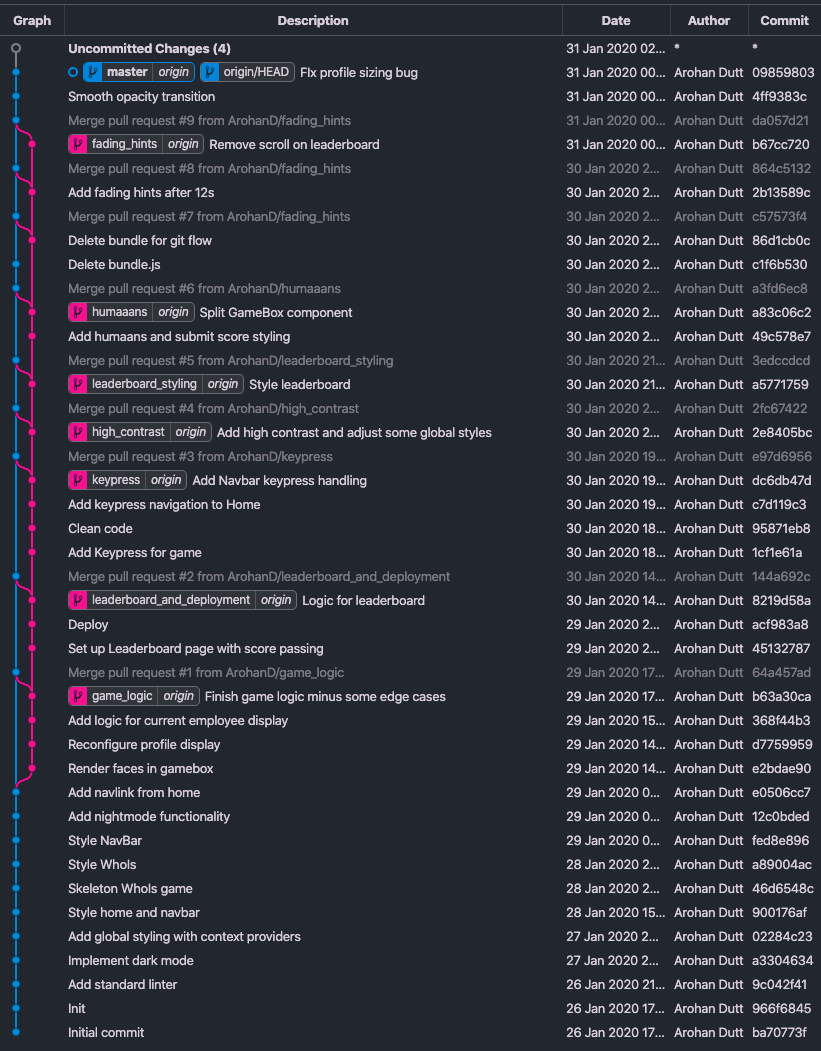 Graph Description Date Author Commit
Uncommitted Changes (4) 31 Jan 2020 02... * *
master origin origin/HEAD FIx profile sizing bug 31 Jan 2020 00... Arohan Dutt 09859803
Smooth opacity transition 31 Jan 2020 00... Arohan Dutt 4ff9383c
Merge pull request #9 from ArohanD/fading_hints 31 Jan 2020 00... Arohan Dutt da057d21
fading_hints origin Remove scroll on leaderboard 31 Jan 2020 00... Arohan Dutt b67cc720
Merge pull request #8 from ArohanD/fading_hints 30 Jan 2020 2... Arohan Dutt 864c5132
Add fading hints after 12s 30 Jan 2020 2... Arohan Dutt 2b13589c
Merge pull request #7 from ArohanD/fading_hints 30 Jan 2020 2... Arohan Dutt c57573f4
Delete bundle for git flow 30 Jan 2020 2... Arohan Dutt 86d1cb0c
Delete bundle.js 30 Jan 2020 2... Arohan Dutt c1f6b530
Merge pull request #6 from ArohanD/humaaans 30 Jan 2020 2... Arohan Dutt a3fd6ec8
humaaans origin Split GameBox component 30 Jan 2020 2... Arohan Dutt a83c06c2
Add humaans and submit score styling 30 Jan 2020 2... Arohan Dutt 49c578e7
Merge pull request #5 from ArohanD/leaderboard_styling 30 Jan 2020 21... Arohan Dutt 3edccdcd
leaderboard_styling origin Style leaderboard 30 Jan 2020 21... Arohan Dutt a5771759
Merge pull request #4 from ArohanD/high_contrast 30 Jan 2020 2... Arohan Dutt 2fc67422
high_contrast origin Add high contrast and adjust some global styles 30 Jan 2020 2... Arohan Dutt 2e8405bc
Merge pull request #3 from ArohanD/keypress 30 Jan 2020 19... Arohan Dutt e97d6956
keypress origin Add Navbar keypress handling 30 Jan 2020 19... Arohan Dutt dc6db47d
Add keypress navigation to Home 30 Jan 2020 19... Arohan Dutt c7d119c3
Clean code 30 Jan 2020 18... Arohan Dutt 95871eb8
Add Keypress for game 30 Jan 2020 18... Arohan Dutt 1cf1e61a
Merge pull request #2 from ArohanD/leaderboard_and_deployment 30 Jan 2020 14... Arohan Dutt 144a692c
leaderboard_and_deployment origin Logic for leaderboard 30 Jan 2020 14... Arohan Dutt 8219d58a
Deploy 29 Jan 2020 2... Arohan Dutt acf983a8
Set up Leaderboard page with score passing 29 Jan 2020 2... Arohan Dutt 45132787
Merge pull request #1 from ArohanD/game_logic 29 Jan 2020 17... Arohan Dutt 64a457ad
game_logic origin Finish game logic minus some edge cases 29 Jan 2020 17... Arohan Dutt b63a30ca
Add logic for current employee display 29 Jan 2020 15... Arohan Dutt 368f44b3
Reconfigure profile display 29 Jan 2020 14... Arohan Dutt d7759959
Render faces in gamebox 29 Jan 2020 14... Arohan Dutt e2bdae90
Add navlink from home 29 Jan 2020 0... Arohan Dutt e0506cc7
Add nightmode functionality 29 Jan 2020 0... Arohan Dutt 12c0bded
Style NavBar 29 Jan 2020 0... Arohan Dutt fed8e896
Style WhoIs 28 Jan 2020 2... Arohan Dutt a89004ac
Skeleton WhoIs game 28 Jan 2020 2... Arohan Dutt 46d6548c
Style home and navbar 28 Jan 2020 15... Arohan Dutt 900176af
Add global styling with context providers 27 Jan 2020 2... Arohan Dutt 02284c23
Implement dark mode 27 Jan 2020 2... Arohan Dutt a3304634
Add standard linter 26 Jan 2020 21... Arohan Dutt 9c042f41
Init 26 Jan 2020 17... Arohan Dutt 966f6845
Initial commit 26 Jan 2020 17... Arohan Dutt ba70773f